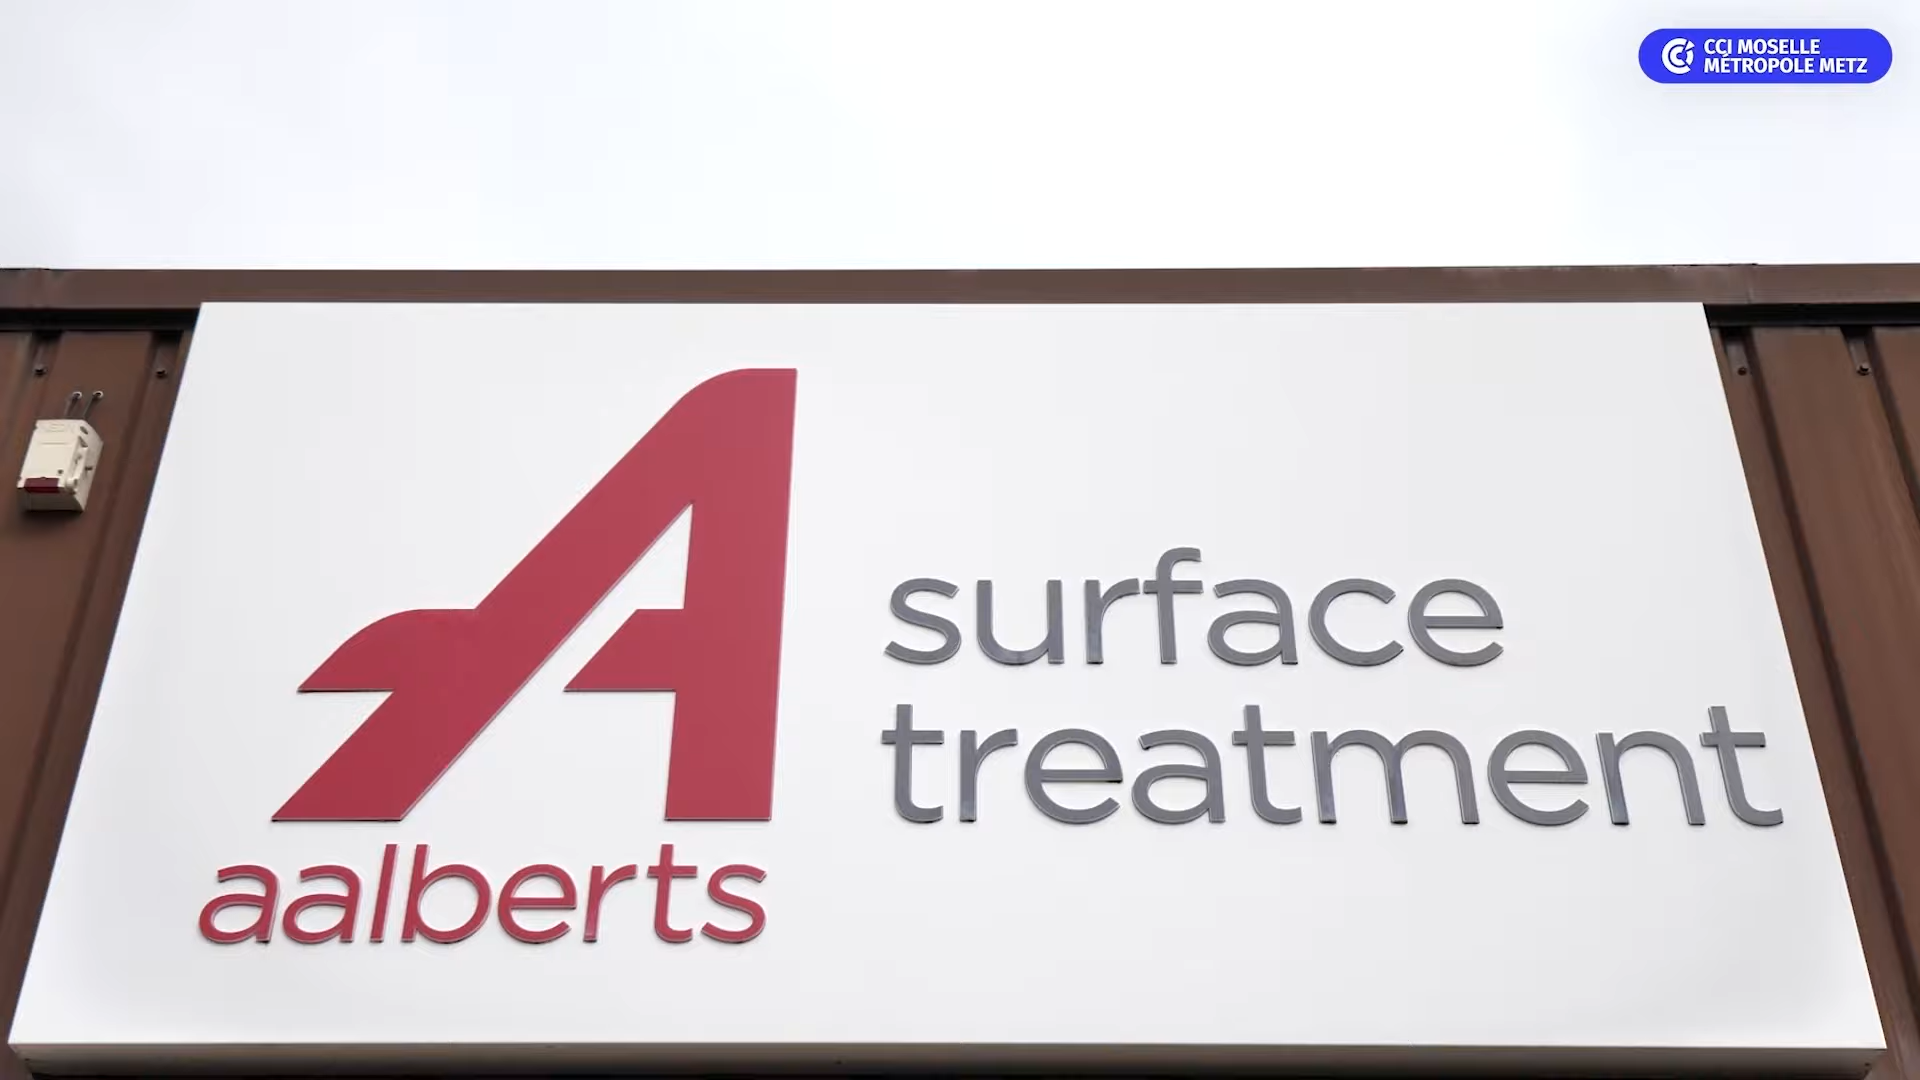 CCI MOSELLE
MÉTROPOLE METZ
surface
treatment
aalberts